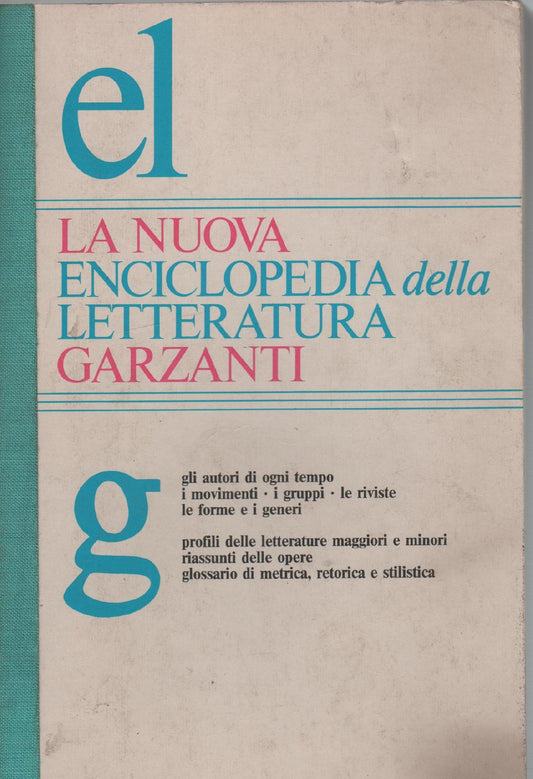 el
LA NUOVA
ENCICLOPEDIA della
LETTERATURA
GARZANTI
g
gli autori di ogni tempo
i movimenti · i gruppi · le riviste
le forme e i generi
profili delle letterature maggiori e minori
riassunti delle opere
glossario di metrica, retorica e stilistica